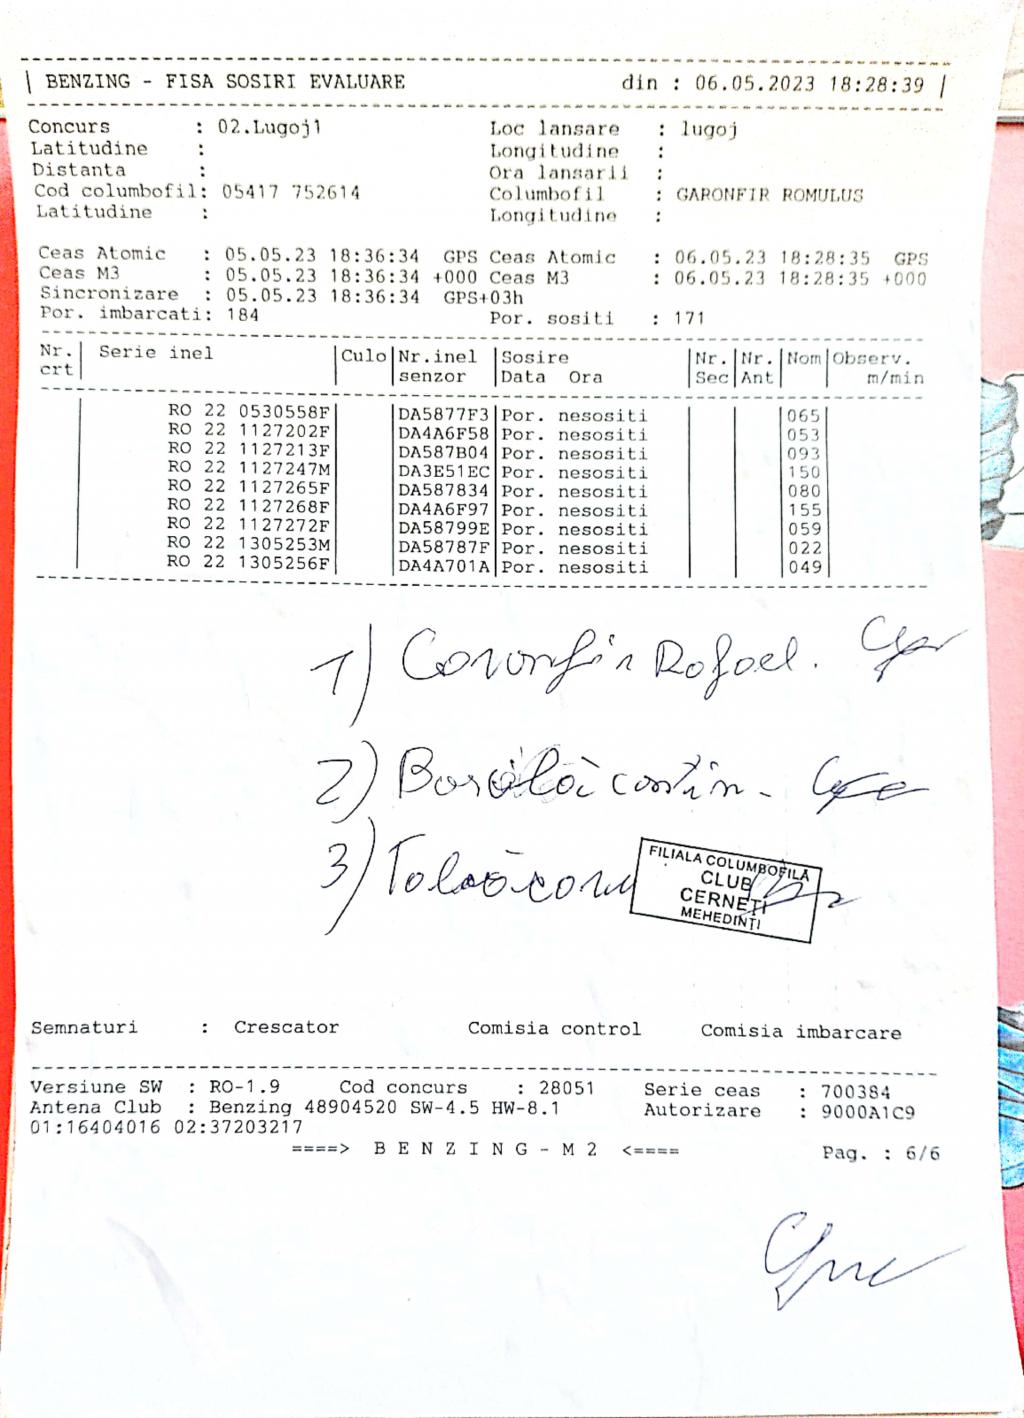 | BENZING - FISA SOSIRI EVALUARE din : 06.05.2023 18:28:39 |
Concurs : 02.Lugoj1 Loc lansare : lugoj
Latitudine : Longitudine :
Distanta : Ora lansarii :
Cod columbofil: 05417 752614 Columbofil : GARONFIR ROMULUS
Latitudine : Longitudine :
Ceas Atomic : 05.05.23 18:36:34 GPS Ceas Atomic : 06.05.23 18:28:35 GPS
Ceas M3 : 05.05.23 18:36:34 +000 Ceas M3 : 06.05.23 18:28:35 +000
Sincronizare : 05.05.23 18:36:34 GPS+03h
Por. imbarcati: 184 Por. sositi : 171
Nr. | Serie inel | Culo | Nr.inel | Sosire | Nr. | Nr. | Nom | Observ.
crt | senzor | Data Ora | Sec | Ant | m/min
RO 22 0530558F | DA5877F3 | Por. nesositi | 065
RO 22 1127202F | DA4A6F58 | Por. nesositi | 053
RO 22 1127213F | DA587B04 | Por. nesositi | 093
RO 22 1127247M | DA3E51EC | Por. nesositi | 150
RO 22 1127265F | DA587834 | Por. nesositi | 080
RO 22 1127268F | DA4A6F97 | Por. nesositi | 155
RO 22 1127272F | DA58799E | Por. nesositi | 059
RO 22 1305253M | DA58787F | Por. nesositi | 022
RO 22 1305256F | DA4A701A | Por. nesositi | 049
1)
2)
3)
FILIALA COLUMBOFILĂ
CLUB
CERNEȚI
MEHEDINȚI
Semnaturi : Crescator Comisia control Comisia imbarcare
Versiune SW : RO-1.9 Cod concurs : 28051 Serie ceas : 700384
Antena Club : Benzing 48904520 SW-4.5 HW-8.1 Autorizare : 9000A1C9
01:16404016 02:37203217
====> B E N Z I N G - M 2 <==== Pag. : 6/6